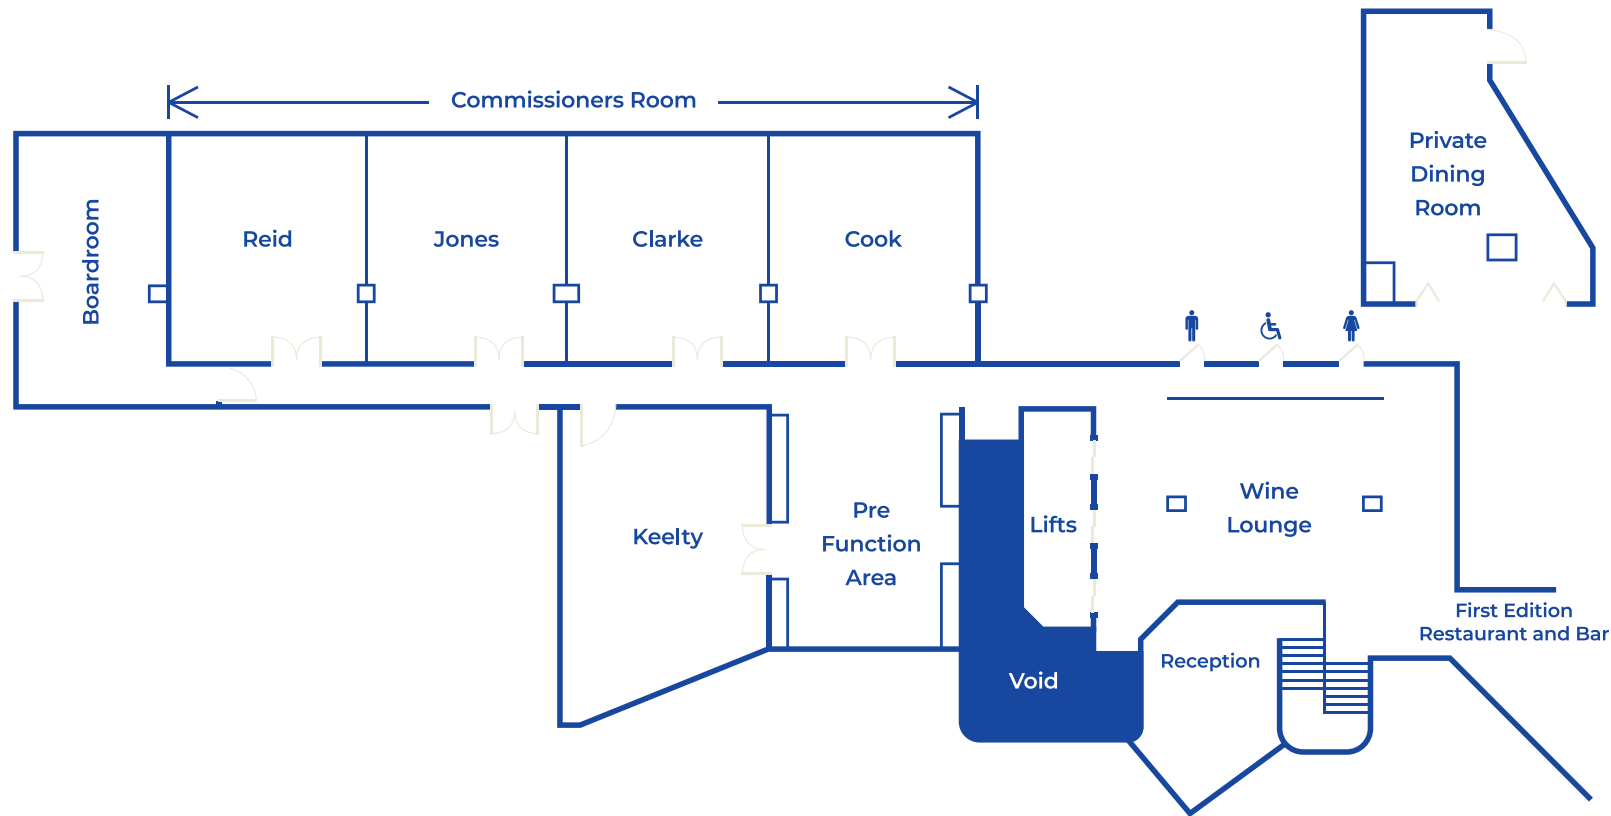 Commissioners Room
Private
Dining
Room
Boardroom
Reid
Jones
Clarke
Cook
Wine
Lounge
Pre
Function
Area
Lifts
Keelty
First Edition
Restaurant and Bar
Reception
Void